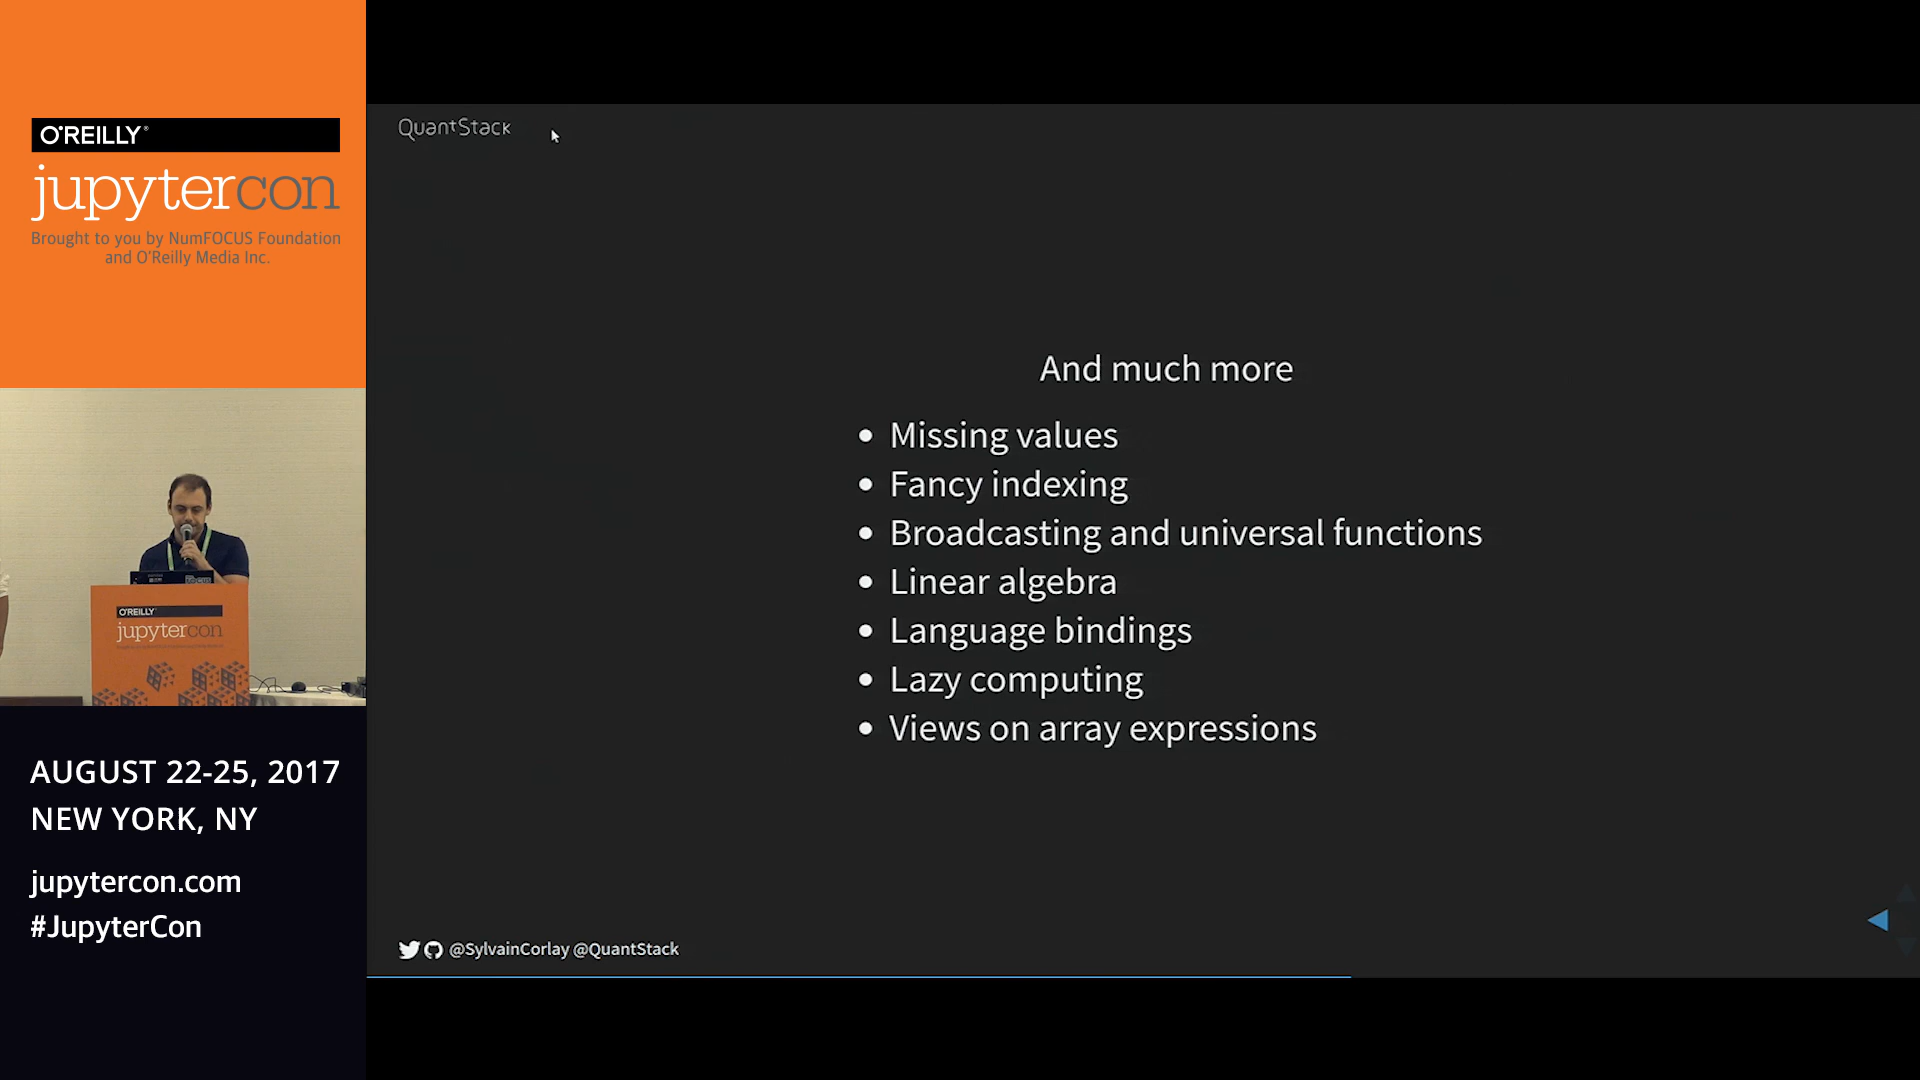 O'REILLY®
jupytercon
Brought to you by NumFOCUS Foundation
and O'Reilly Media Inc.
O'REILLY
jupytercon
AUGUST 22-25, 2017
NEW YORK, NY
jupytercon.com
#JupyterCon
QuantStack
And much more
• Missing values
• Fancy indexing
• Broadcasting and universal functions
• Linear algebra
• Language bindings
• Lazy computing
• Views on array expressions
@SylvainCorlay @QuantStack